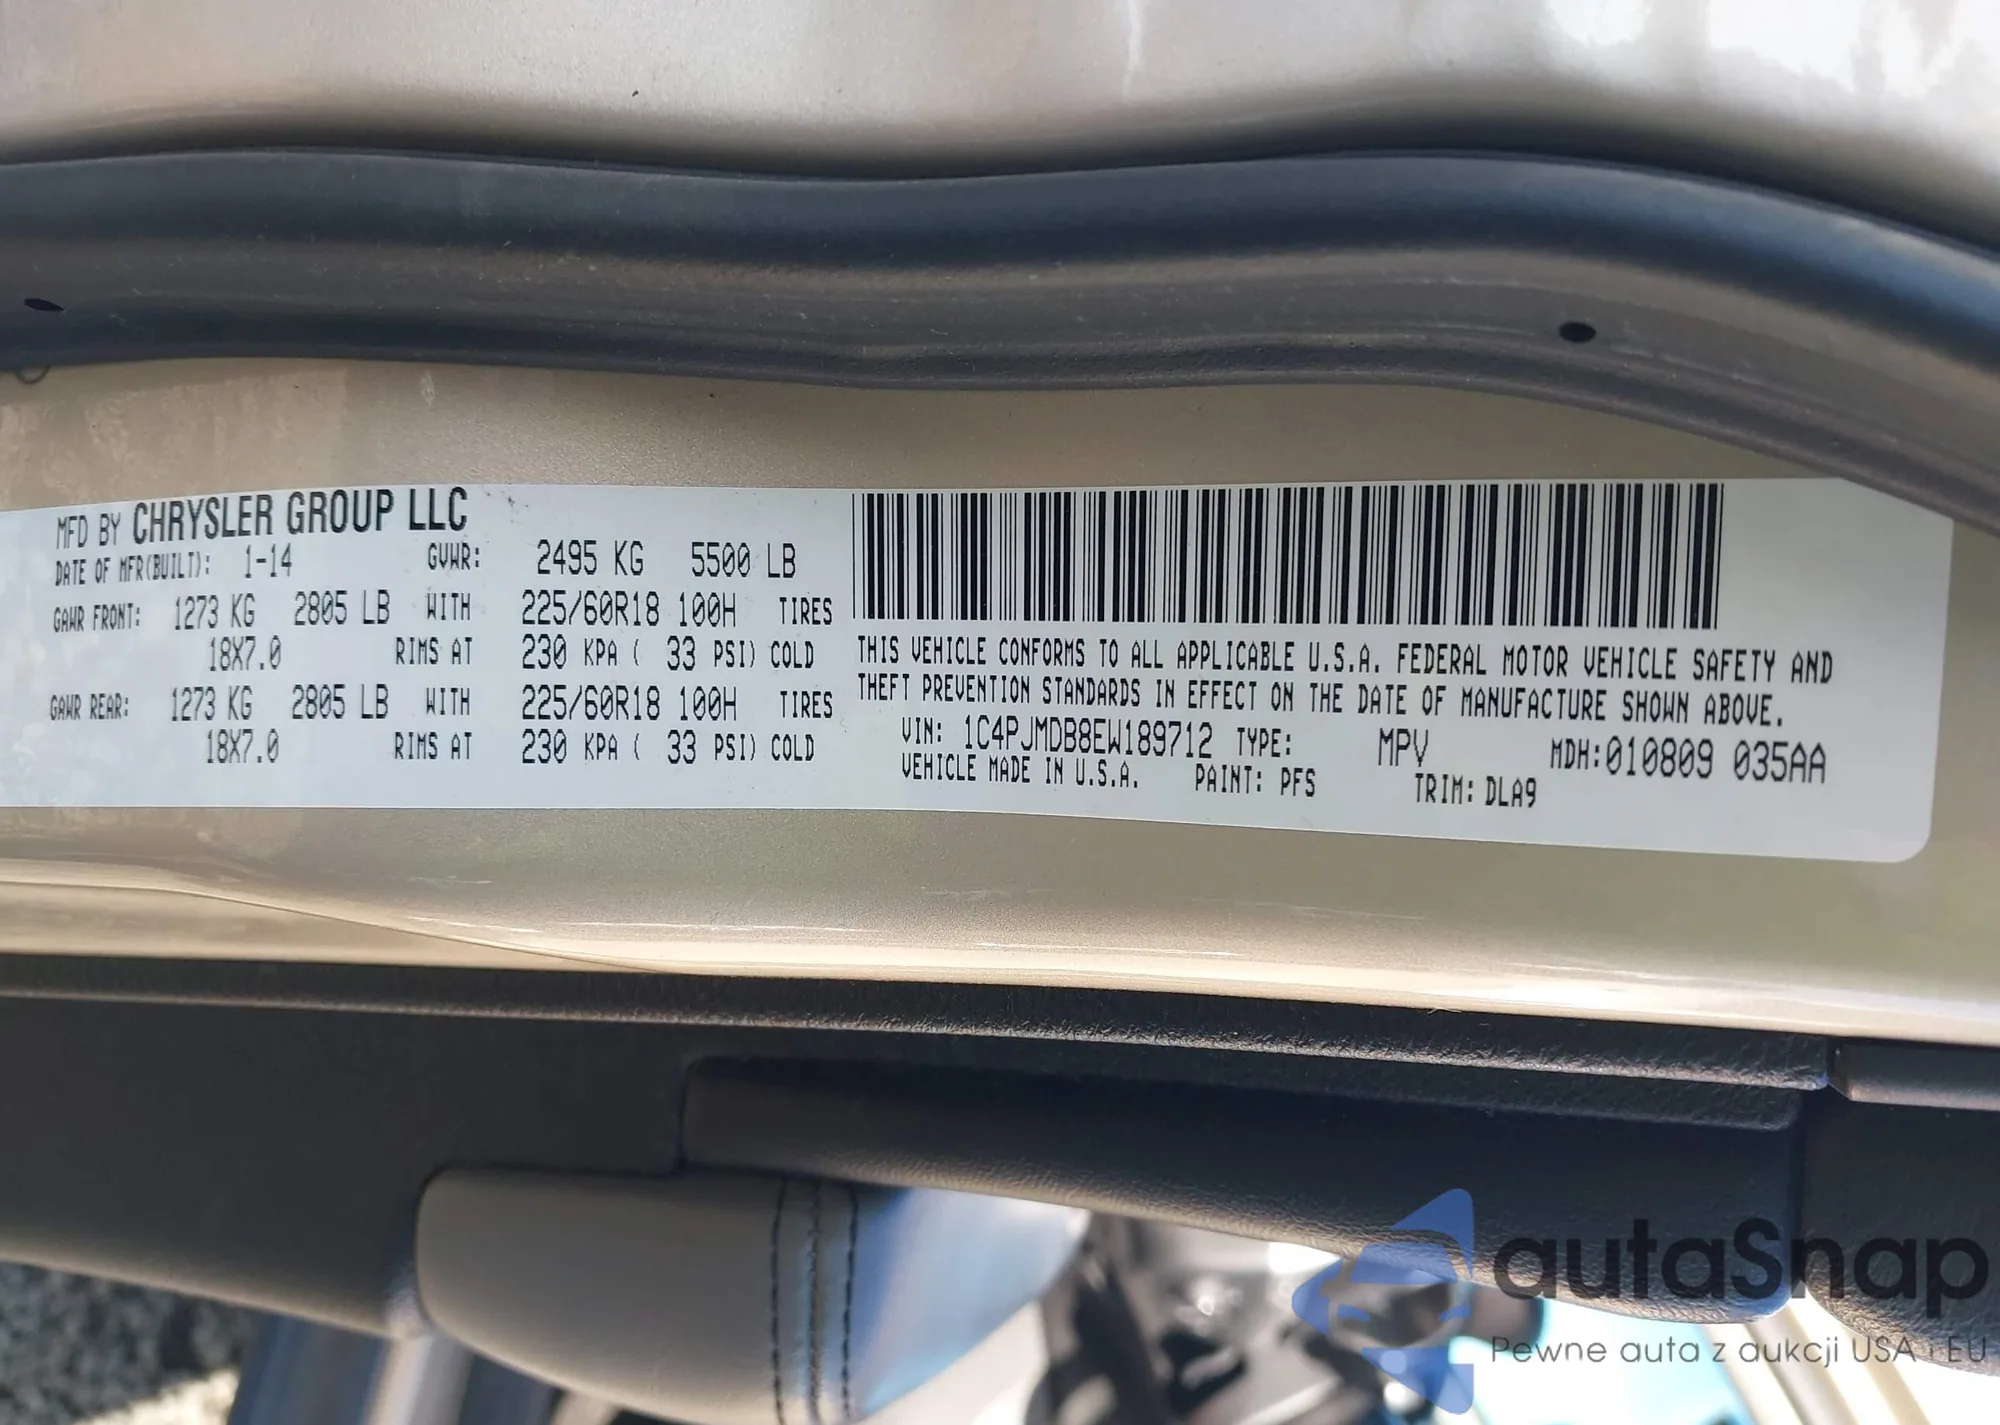 MFD BY CHRYSLER GROUP LLC
DATE OF MFR(BUILT): 1-14 GVWR: 2495 KG 5500 LB
GAWR FRONT: 1273 KG 2805 LB WITH 225/60R18 100H TIRES
18X7.0 RIMS AT 230 KPA ( 33 PSI) COLD
GAWR REAR: 1273 KG 2805 LB WITH 225/60R18 100H TIRES
18X7.0 RIMS AT 230 KPA ( 33 PSI) COLD
THIS VEHICLE CONFORMS TO ALL APPLICABLE U.S.A. FEDERAL MOTOR VEHICLE SAFETY AND
THEFT PREVENTION STANDARDS IN EFFECT ON THE DATE OF MANUFACTURE SHOWN ABOVE.
VIN: 1C4PJMDB8EW189712 TYPE: MPV MDH:010809 035AA
VEHICLE MADE IN U.S.A. PAINT: PFS TRIM: DLA9
autaSnap
Pewne auta z aukcji USA i EU